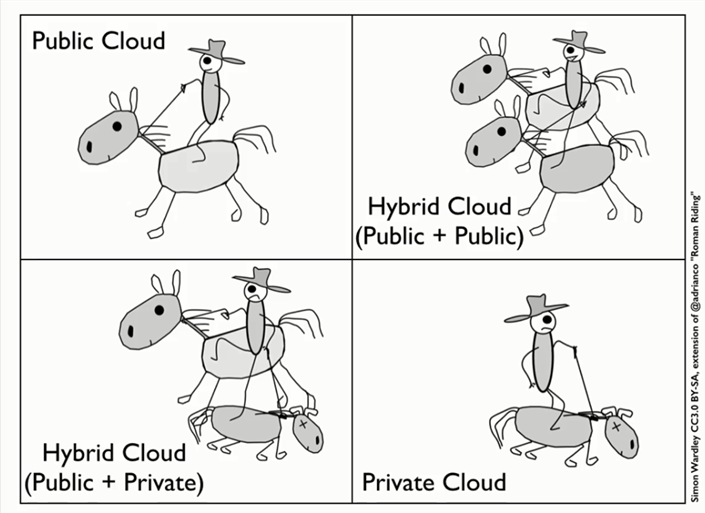 Public Cloud
Hybrid Cloud
(Public + Public)
Hybrid Cloud
(Public + Private)
Private Cloud
Simon Wardley CC3.0 BY-SA, extension of @adrianco "Roman Riding"